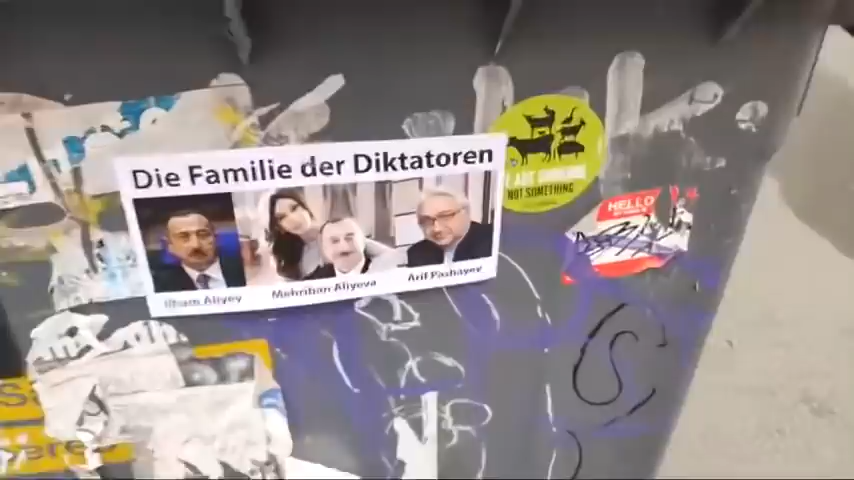 Die Familie der Diktatoren
Ilham Aliyev
Mehriban Aliyeva
Arif Pashayev
NOT SOMETHING
HELLO
S